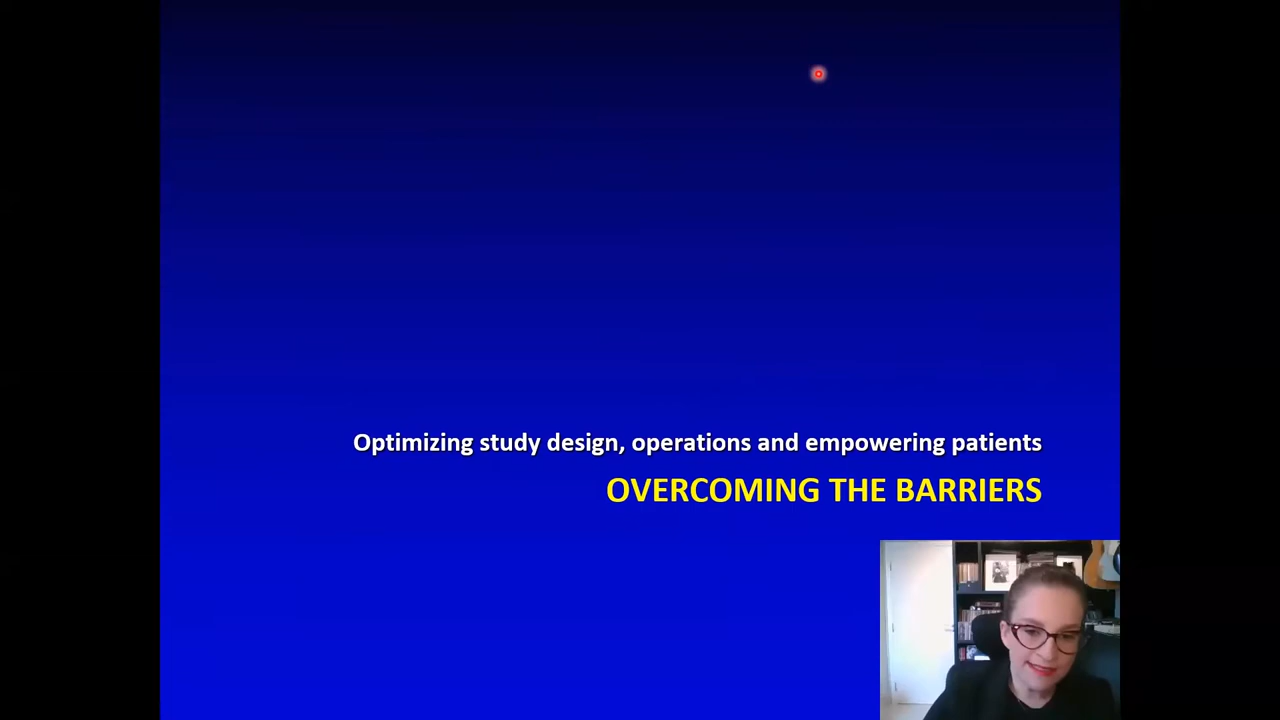 Optimizing study design, operations and empowering patients
OVERCOMING THE BARRIERS